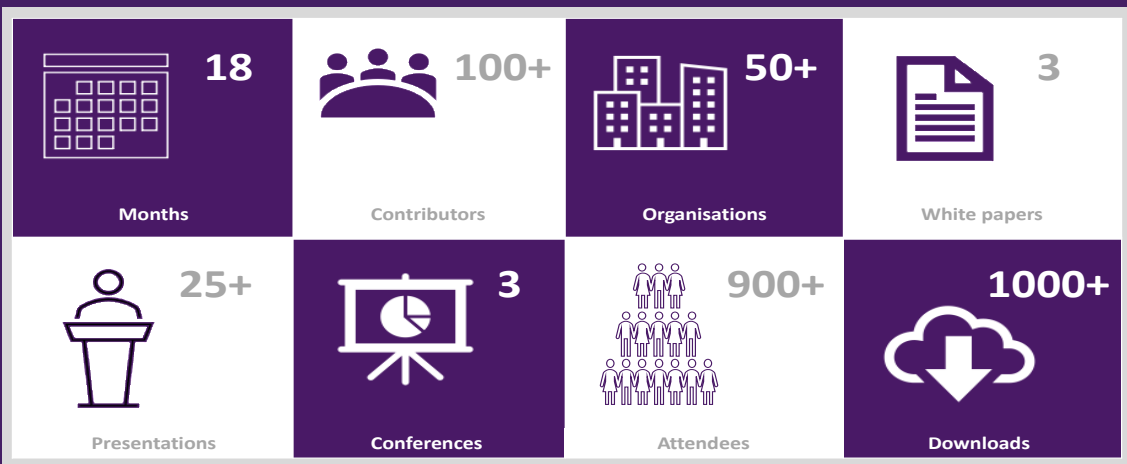 18
Months
100+
Contributors
50+
Organisations
3
White papers
25+
Presentations
3
Conferences
900+
Attendees
1000+
Downloads